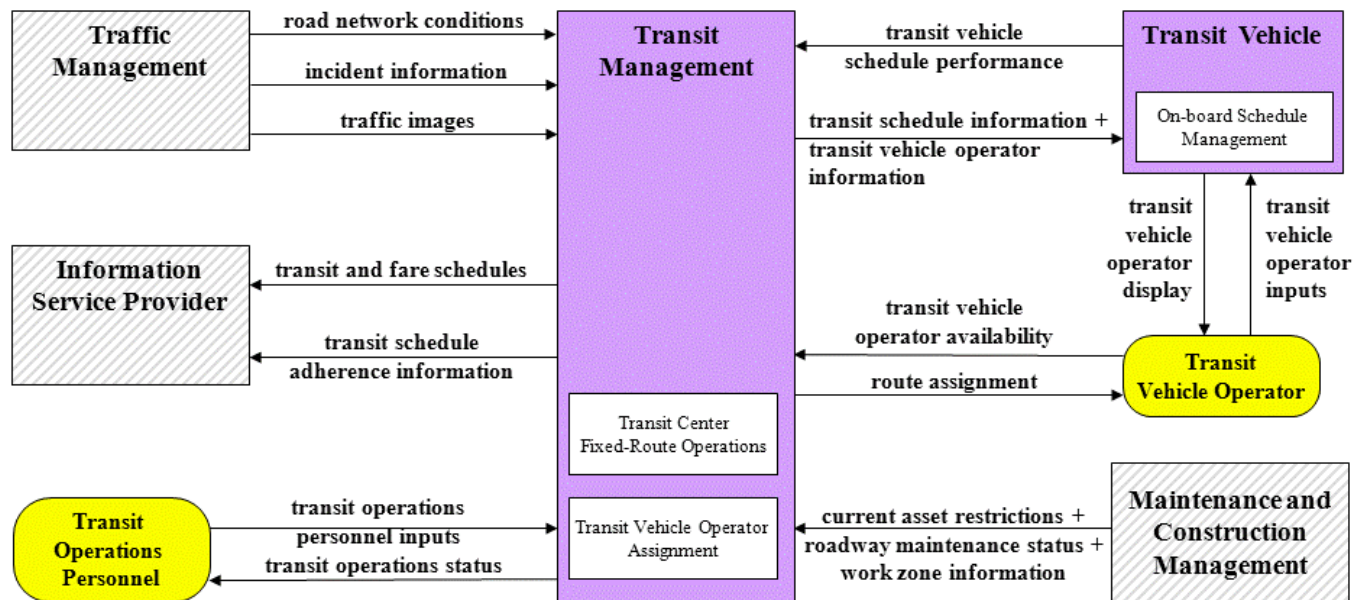 Traffic
Management
road network conditions
incident information
traffic images
Transit
Management
transit vehicle
schedule performance
transit schedule information +
transit vehicle operator
information
Transit Vehicle
On-board Schedule
Management
transit
vehicle
operator
display
transit
vehicle
operator
inputs
Information
Service Provider
transit and fare schedules
transit schedule
adherence information
transit vehicle
operator availability
route assignment
Transit
Vehicle Operator
Transit Center
Fixed-Route Operations
Transit Vehicle Operator
Assignment
Transit
Operations
Personnel
transit operations
personnel inputs
transit operations status
current asset restrictions +
roadway maintenance status +
work zone information
Maintenance and
Construction
Management